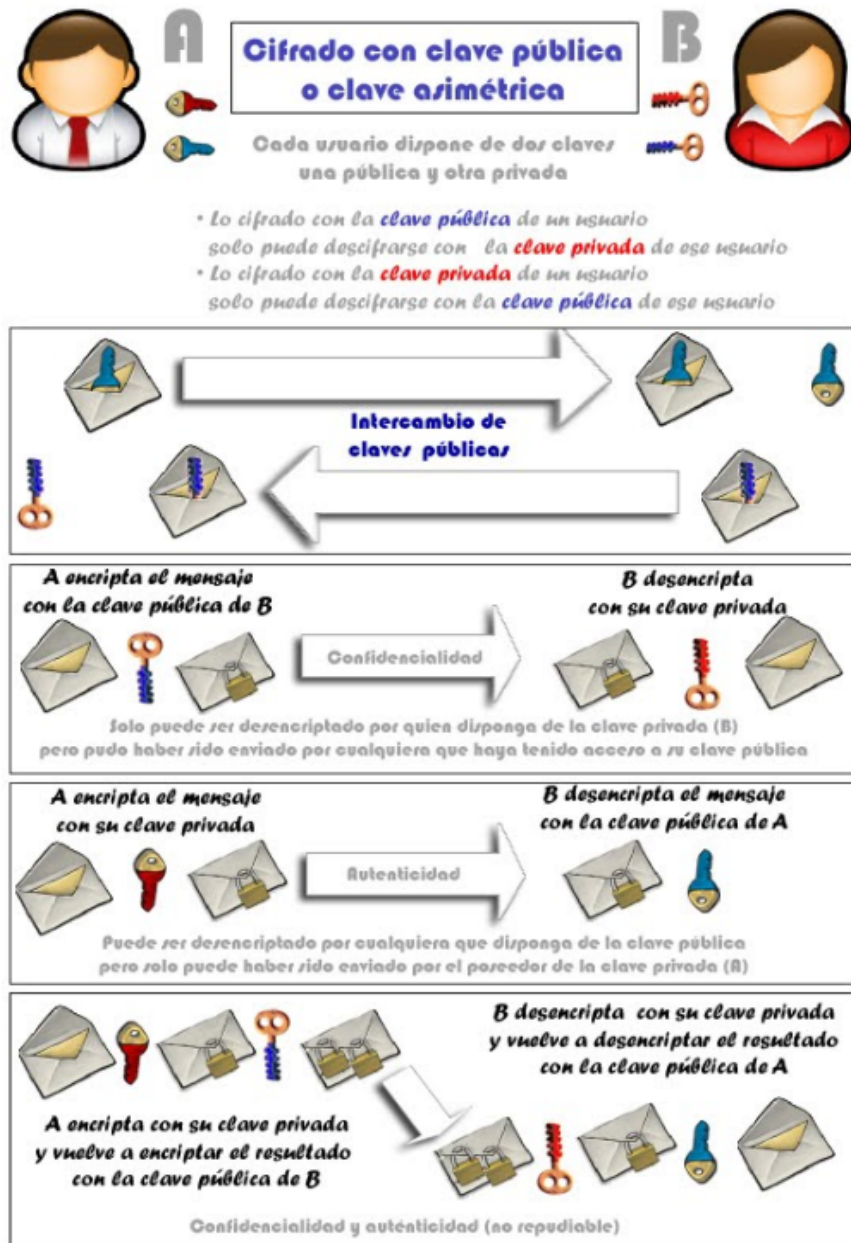 A
Cifrado con clave pública
o clave asimétrica
B
Cada usuario dispone de dos claves
una pública y otra privada
• Lo cifrado con la clave pública de un usuario
solo puede descifrarse con la clave privada de ese usuario
• Lo cifrado con la clave privada de un usuario
solo puede descifrarse con la clave pública de ese usuario
Intercambio de
claves públicas
A encripta el mensaje
con la clave pública de B
B desencripta
con su clave privada
Confidencialidad
Solo puede ser desencriptado por quien disponga de la clave privada (B)
pero pudo haber sido enviado por cualquiera que haya tenido acceso a su clave pública
A encripta el mensaje
con su clave privada
B desencripta el mensaje
con la clave pública de A
Autenticidad
Puede ser desencriptado por cualquiera que disponga de la clave pública
pero solo puede haber sido enviado por el poseedor de la clave privada (A)
B desencripta con su clave privada
y vuelve a desencriptar el resultado
con la clave pública de A
A encripta con su clave privada
y vuelve a encriptar el resultado
con la clave pública de B
Confidencialidad y auténticidad (no repudiable)